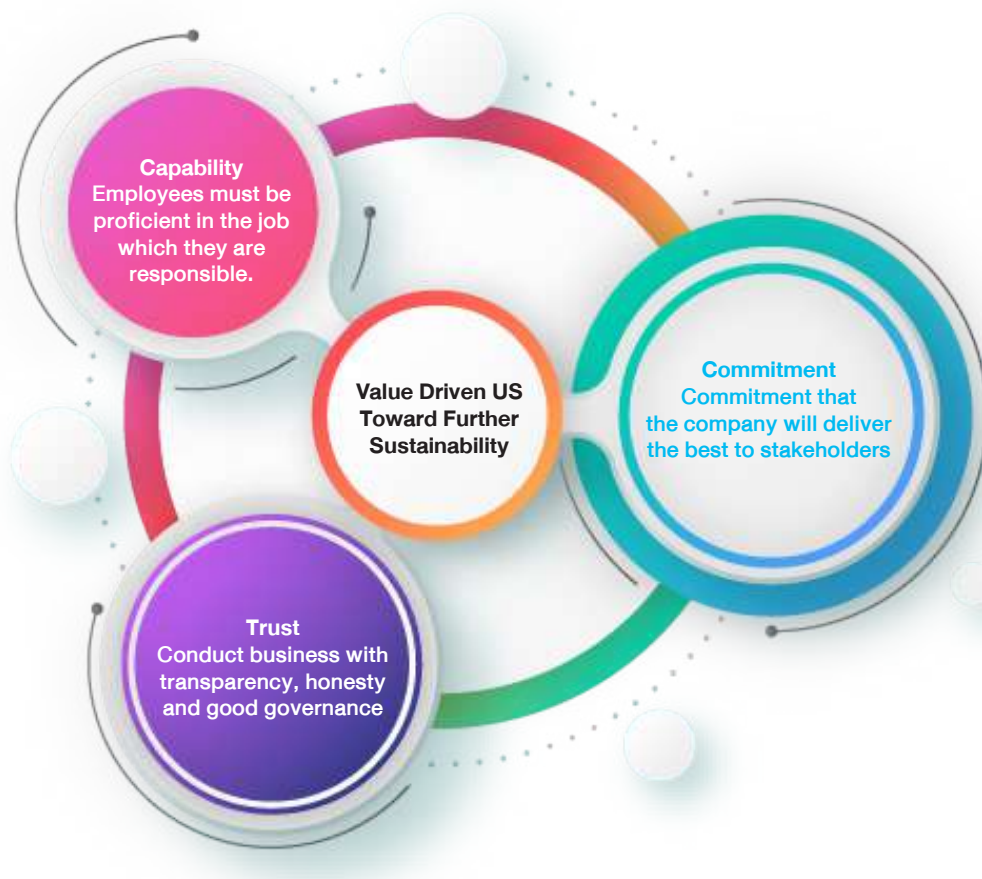 Capability
Employees must be
proficient in the job
which they are
responsible.
Value Driven US
Toward Further
Sustainability
Commitment
Commitment that
the company will deliver
the best to stakeholders
Trust
Conduct business with
transparency, honesty
and good governance